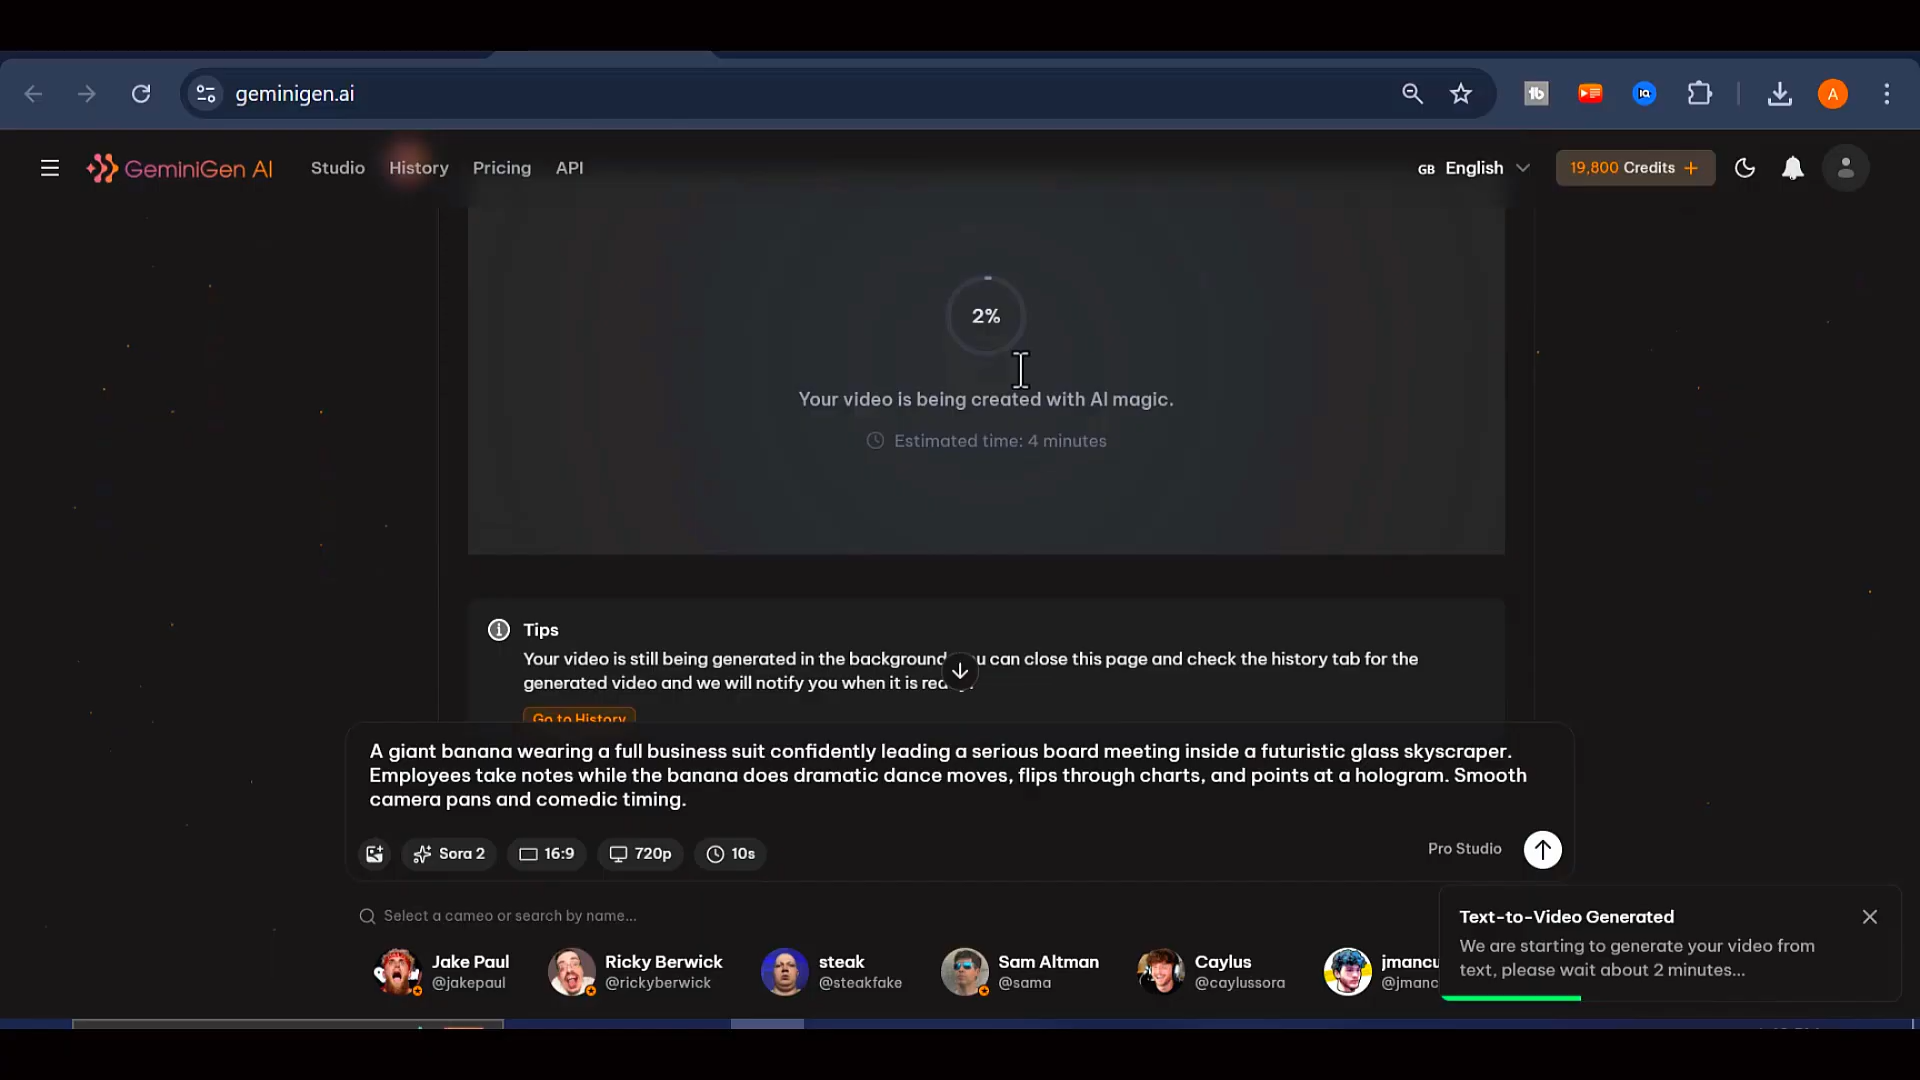 geminigen.ai
A
GeminiGen AI
Studio
History
Pricing
API
GB English
19,800 Credits +
2%
Your video is being created with AI magic.
Estimated time: 4 minutes
Tips
Your video is still being generated in the background, you can close this page and check the history tab for the
generated video and we will notify you when it is ready.
Go to History
A giant banana wearing a full business suit confidently leading a serious board meeting inside a futuristic glass skyscraper.
Employees take notes while the banana does dramatic dance moves, flips through charts, and points at a hologram. Smooth
camera pans and comedic timing.
Sora 2
16:9
720p
10s
Pro Studio
Select a cameo or search by name...
Jake Paul
@jakepaul
Ricky Berwick
@rickyberwick
steak
@steakfake
Sam Altman
@sama
Caylus
@caylussora
jmancu
@jmanc
Text-to-Video Generated
We are starting to generate your video from
text, please wait about 2 minutes...